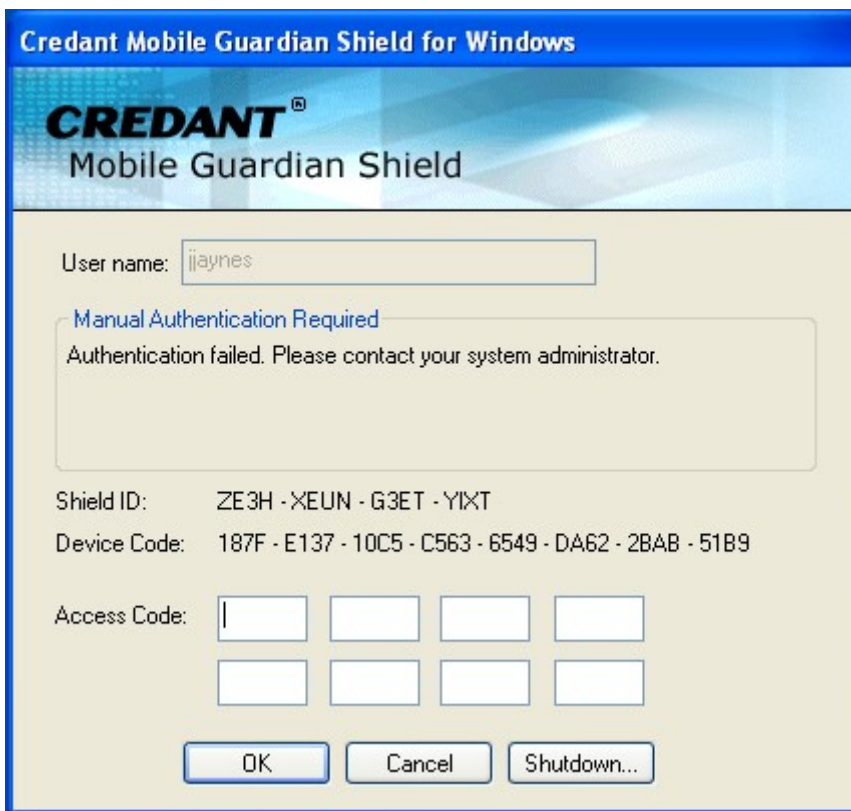 Credant Mobile Guardian Shield for Windows
CREDANT®
Mobile Guardian Shield
User name: jjaynes
Manual Authentication Required
Authentication failed. Please contact your system administrator.
Shield ID: ZE3H - XEUN - G3ET - YIXT
Device Code: 187F - E137 - 10C5 - C563 - 6549 - DA62 - 2BAB - 51B9
Access Code:
OK Cancel Shutdown...